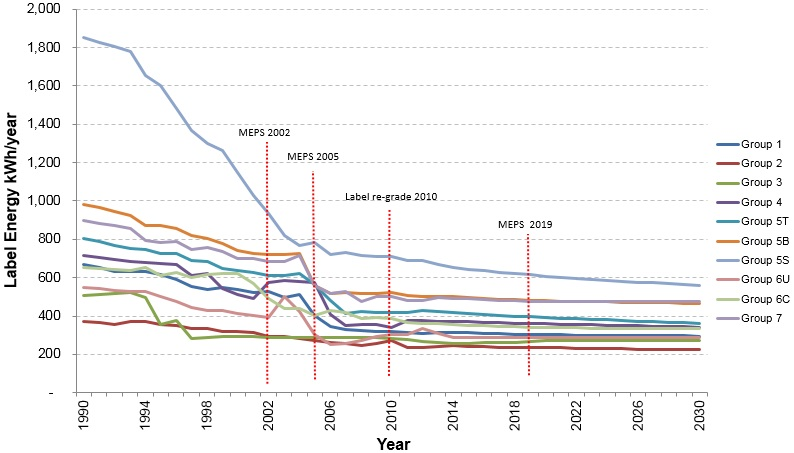 2,000
1,800
1,600
1,400
1,200
1,000
800
600
400
200
-
Label Energy kWh/year
MEPS 2002
MEPS 2005
Label re-grade 2010
MEPS 2019
1990
1994
1998
2002
2006
2010
2014
2018
2022
2026
2030
Year
Group 1
Group 2
Group 3
Group 4
Group 5T
Group 5B
Group 5S
Group 6U
Group 6C
Group 7